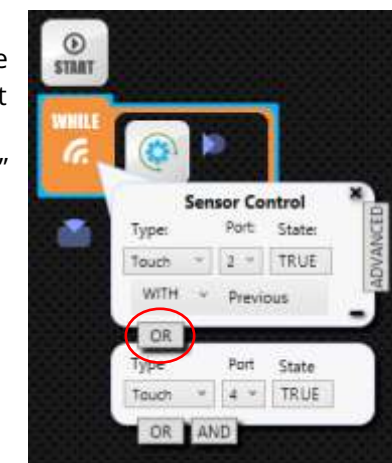 START
e
t
WHILE
”
Sensor Control
ADVANCED
Type: Port: State:
Touch 2 TRUE
WITH Previous
OR
Type Port State
Touch 4 TRUE
OR AND